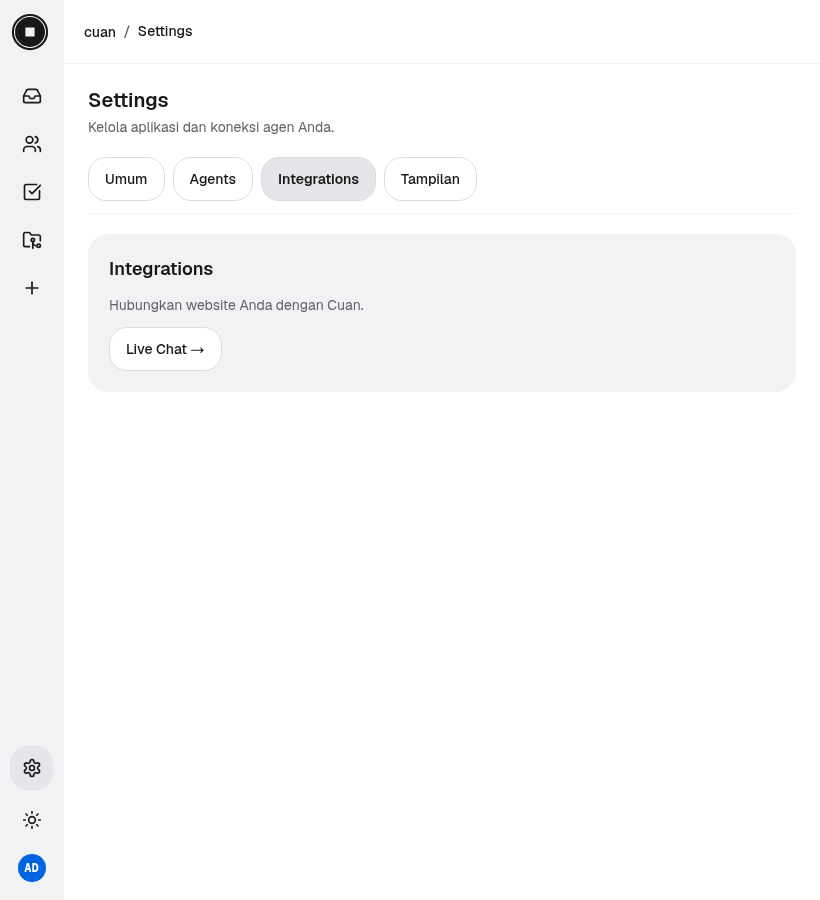 cuan / Settings
Settings
Kelola aplikasi dan koneksi agen Anda.
Umum
Agents
Integrations
Tampilan
Integrations
Hubungkan website Anda dengan Cuan.
Live Chat →
AD